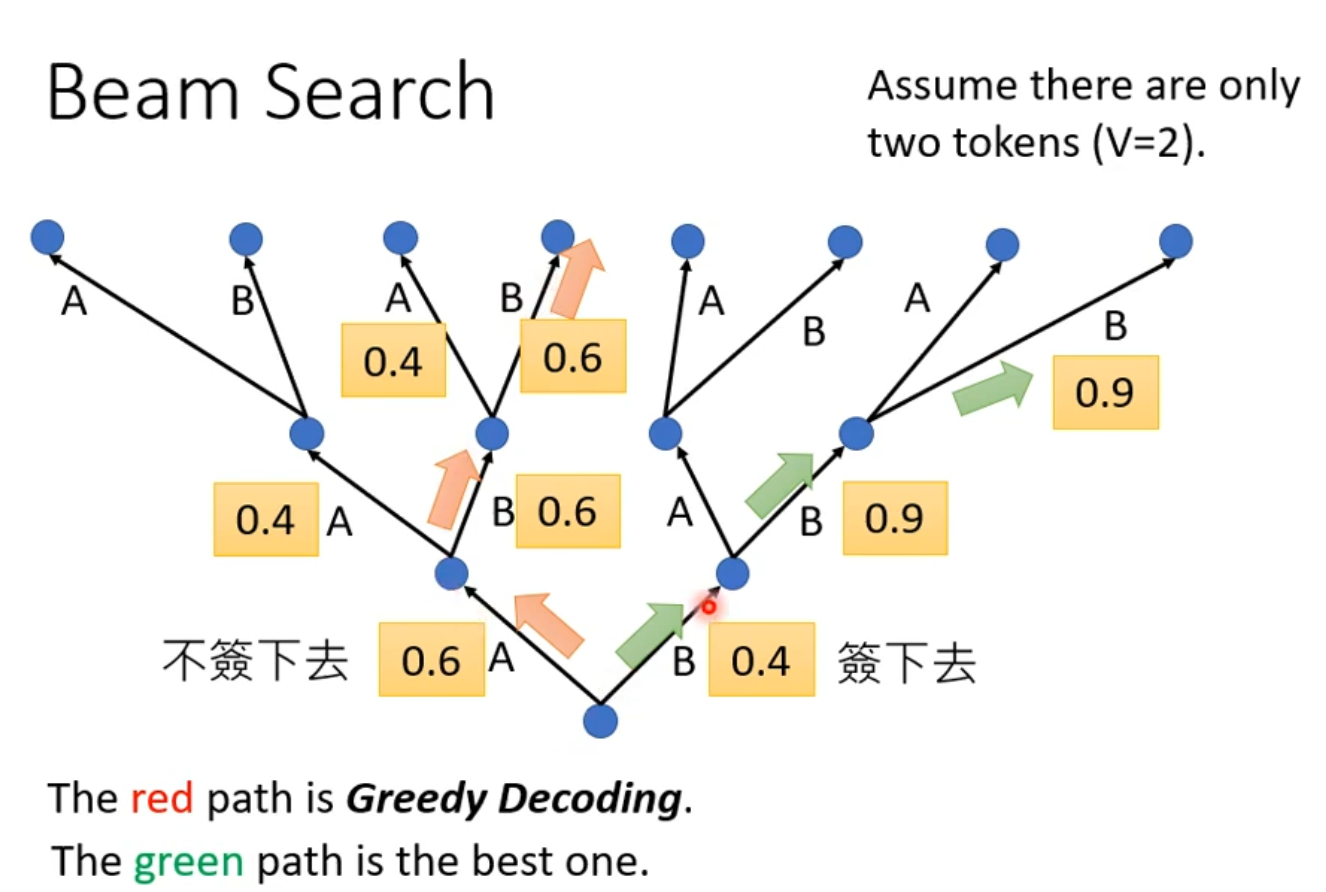 Beam Search
Assume there are only
two tokens (V=2).
A
B
A
B
A
B
A
B
0.4
0.6
0.9
0.4
A
B
0.6
A
B
0.9
不簽下去
0.6
A
B
0.4
簽下去
The red path is Greedy Decoding.
The green path is the best one.